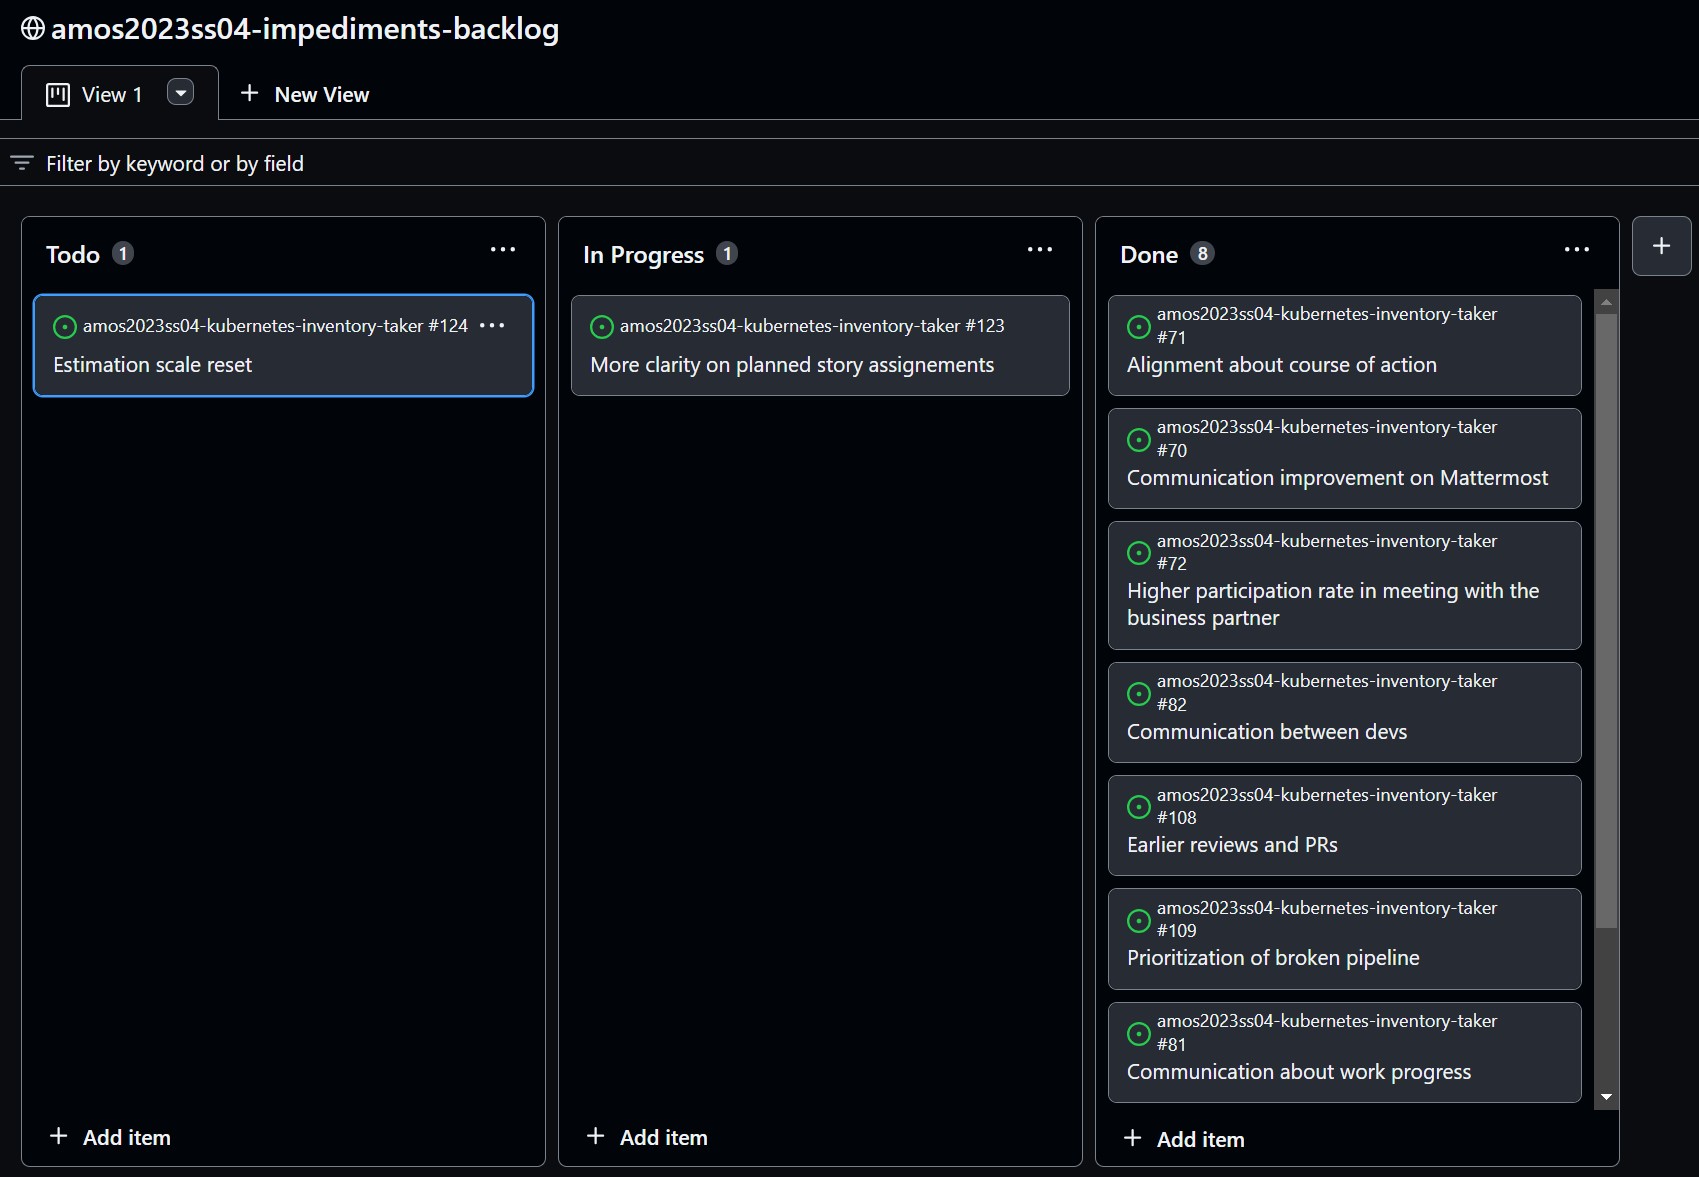 amos2023ss04-impediments-backlog
View 1
New View
Filter by keyword or by field
Todo 1
amos2023ss04-kubernetes-inventory-taker #124
Estimation scale reset
Add item
In Progress 1
amos2023ss04-kubernetes-inventory-taker #123
More clarity on planned story assignements
Add item
Done 8
amos2023ss04-kubernetes-inventory-taker
#71
Alignment about course of action
amos2023ss04-kubernetes-inventory-taker
#70
Communication improvement on Mattermost
amos2023ss04-kubernetes-inventory-taker
#72
Higher participation rate in meeting with the
business partner
amos2023ss04-kubernetes-inventory-taker
#82
Communication between devs
amos2023ss04-kubernetes-inventory-taker
#108
Earlier reviews and PRs
amos2023ss04-kubernetes-inventory-taker
#109
Prioritization of broken pipeline
amos2023ss04-kubernetes-inventory-taker
#81
Communication about work progress
Add item